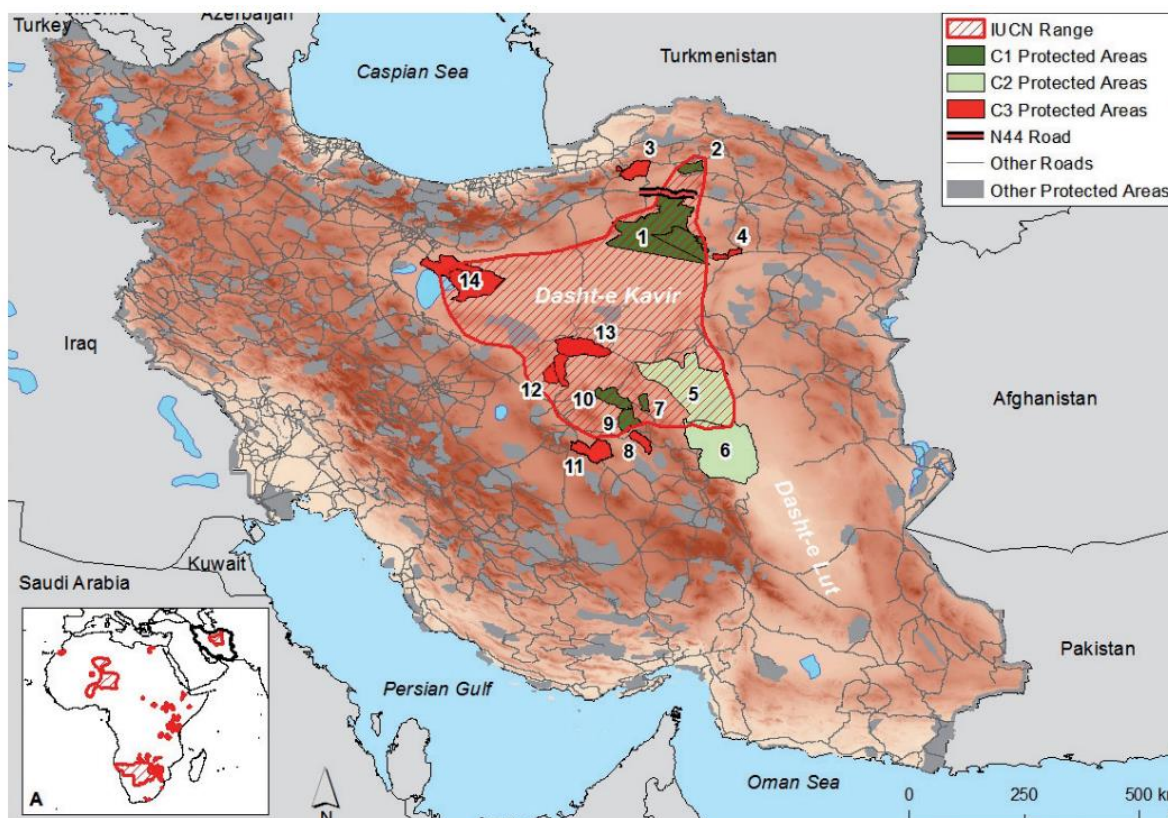 Turkey
Azerbaijan
Caspian Sea
Turkmenistan
IUCN Range
C1 Protected Areas
C2 Protected Areas
C3 Protected Areas
N44 Road
Other Roads
Other Protected Areas
3
2
1
4
14
Dasht-e Kavir
Iraq
13
12
10
5
7
9
Afghanistan
8
6
11
Dasht-e Lut
Kuwait
Saudi Arabia
Pakistan
Persian Gulf
A
N
Oman Sea
0 250 500